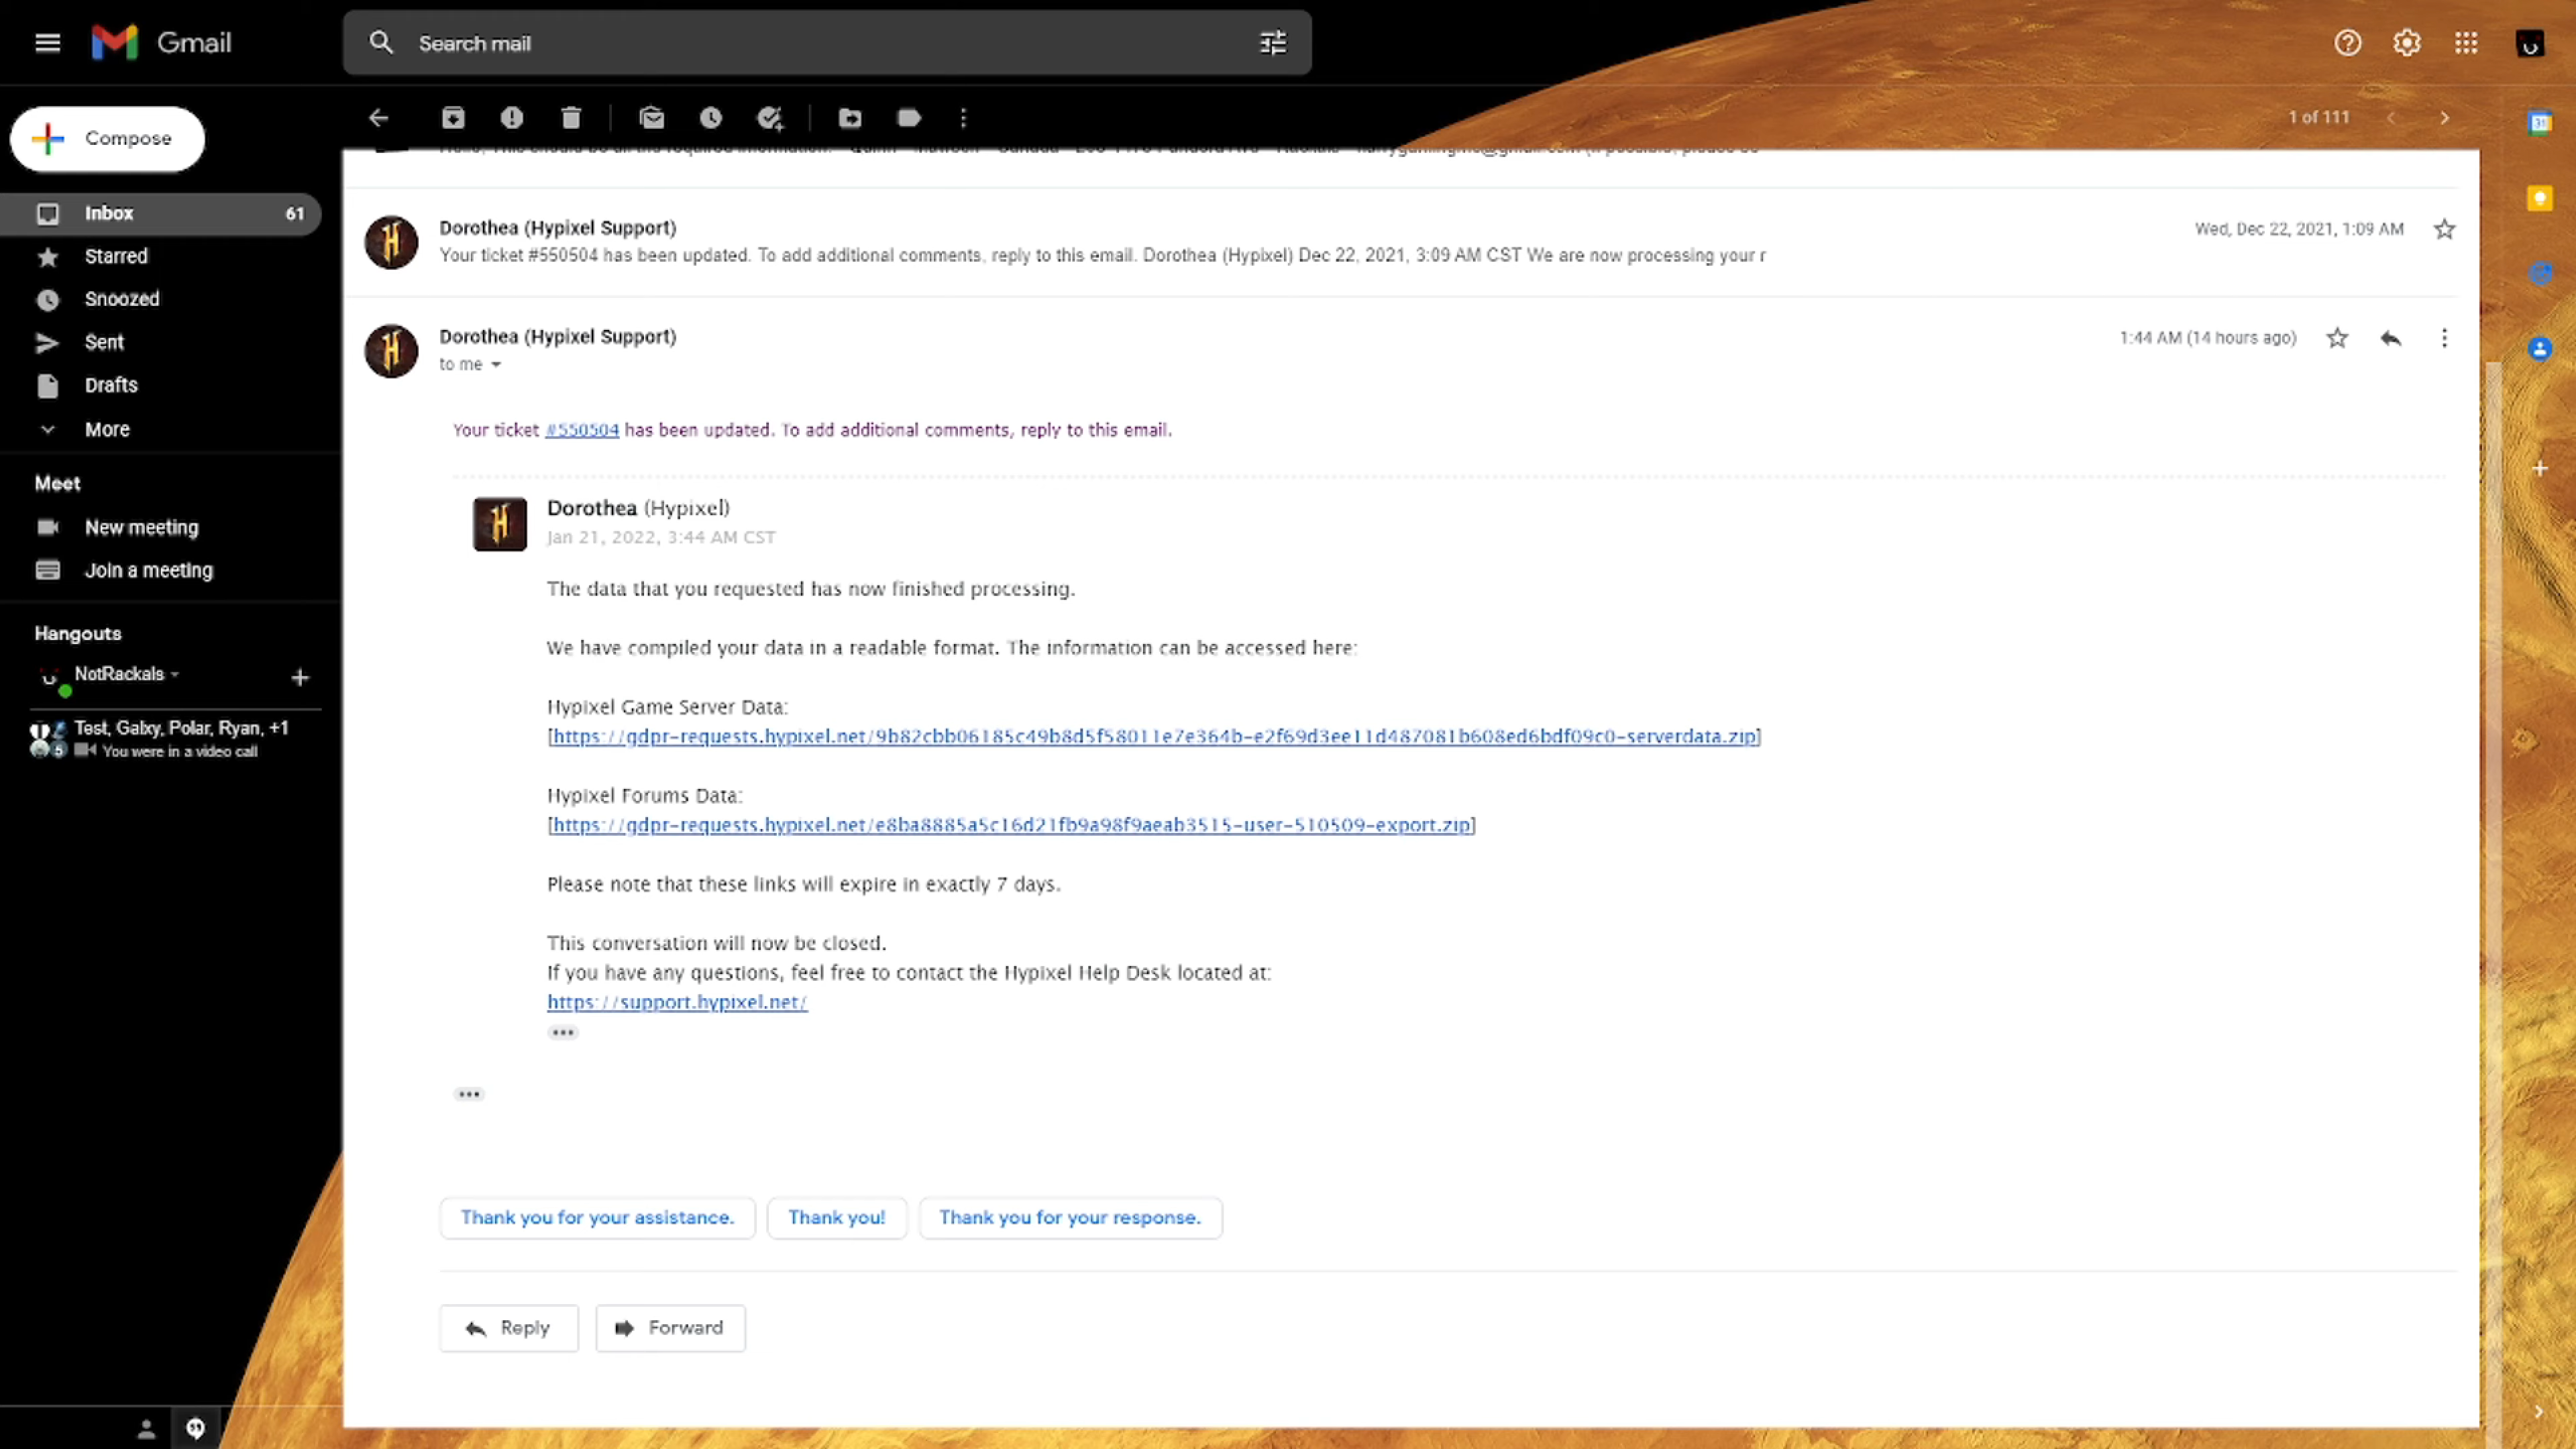 Gmail
Search mail
1 of 111
Compose
Inbox 61
Starred
Snoozed
Sent
Drafts
More
Meet
New meeting
Join a meeting
Hangouts
NotRackals
Test, Galxy, Polar, Ryan, +1
5 You were in a video call
Dorothea (Hypixel Support)
Wed, Dec 22, 2021, 1:09 AM
Your ticket #550504 has been updated. To add additional comments, reply to this email. Dorothea (Hypixel) Dec 22, 2021, 3:09 AM CST We are now processing your r
Dorothea (Hypixel Support)
1:44 AM (14 hours ago)
to me
Your ticket #550504 has been updated. To add additional comments, reply to this email.
Dorothea (Hypixel)
Jan 21, 2022, 3:44 AM CST
The data that you requested has now finished processing.
We have compiled your data in a readable format. The information can be accessed here:
Hypixel Game Server Data:
[https://gdpr-requests.hypixel.net/9b82cbb06185c49b8d5f58011e7e364b-e2f69d3ee11d487081b608ed6bdf09c0-serverdata.zip]
Hypixel Forums Data:
[https://gdpr-requests.hypixel.net/e8ba8885a5c16d21fb9a98f9aeab3515-user-510509-export.zip]
Please note that these links will expire in exactly 7 days.
This conversation will now be closed.
If you have any questions, feel free to contact the Hypixel Help Desk located at:
https://support.hypixel.net/
Thank you for your assistance.
Thank you!
Thank you for your response.
Reply
Forward
31